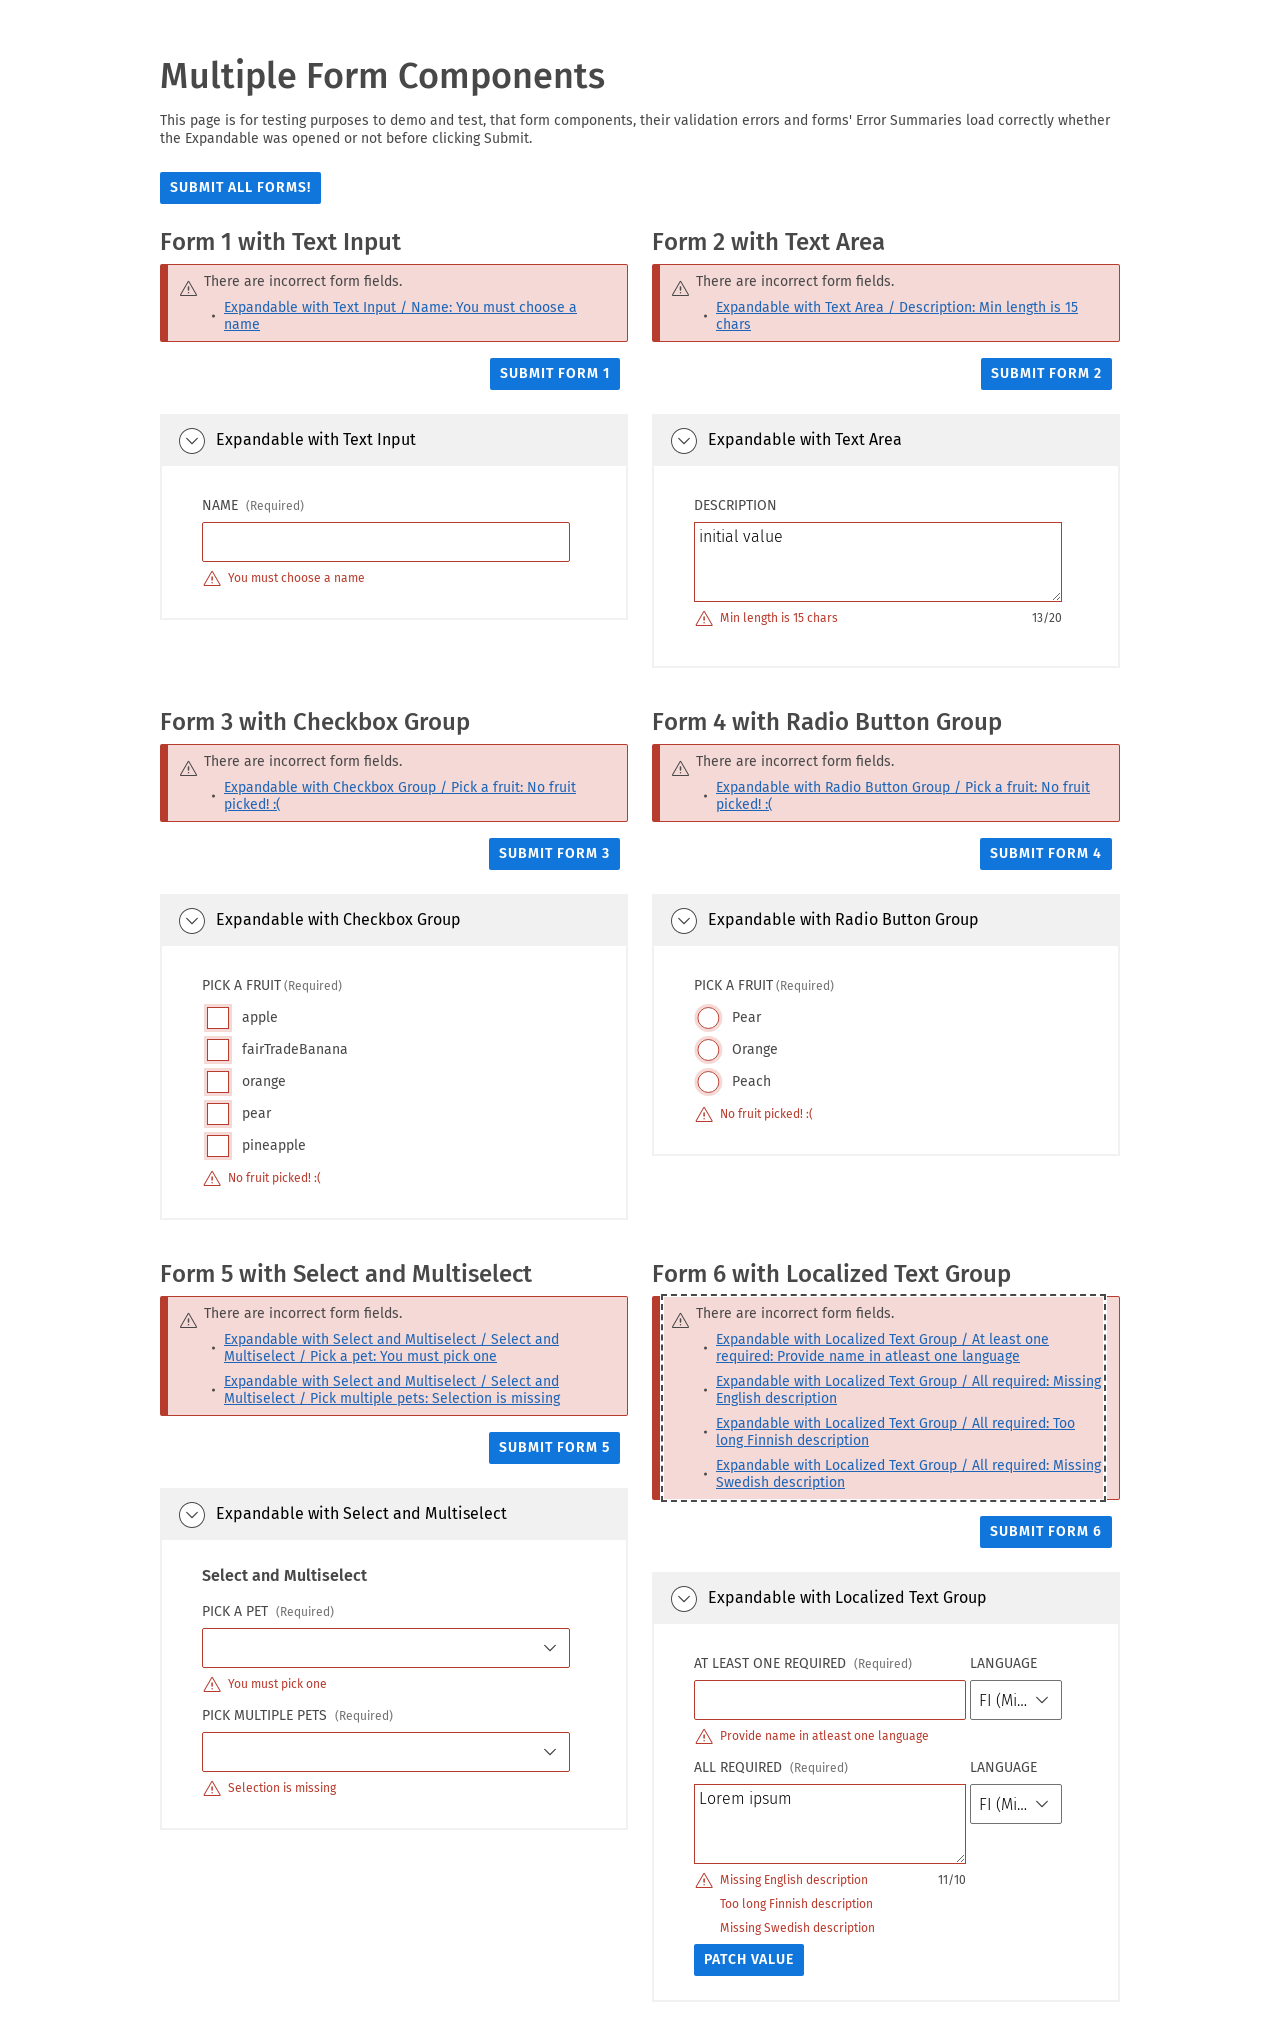 Multiple Form Components
This page is for testing purposes to demo and test, that form components, their validation errors and forms' Error Summaries load correctly whether
the Expandable was opened or not before clicking Submit.
SUBMIT ALL FORMS!
Form 1 with Text Input
There are incorrect form fields.
Expandable with Text Input / Name: You must choose a
name
SUBMIT FORM 1
Expandable with Text Input
NAME (Required)
You must choose a name
Form 2 with Text Area
There are incorrect form fields.
Expandable with Text Area / Description: Min length is 15
chars
SUBMIT FORM 2
Expandable with Text Area
DESCRIPTION
initial value
Min length is 15 chars 13/20
Form 3 with Checkbox Group
There are incorrect form fields.
Expandable with Checkbox Group / Pick a fruit: No fruit
picked! :(
SUBMIT FORM 3
Expandable with Checkbox Group
PICK A FRUIT (Required)
apple
fairTradeBanana
orange
pear
pineapple
No fruit picked! :(
Form 4 with Radio Button Group
There are incorrect form fields.
Expandable with Radio Button Group / Pick a fruit: No fruit
picked! :(
SUBMIT FORM 4
Expandable with Radio Button Group
PICK A FRUIT (Required)
Pear
Orange
Peach
No fruit picked! :(
Form 5 with Select and Multiselect
There are incorrect form fields.
Expandable with Select and Multiselect / Select and
Multiselect / Pick a pet: You must pick one
Expandable with Select and Multiselect / Select and
Multiselect / Pick multiple pets: Selection is missing
SUBMIT FORM 5
Expandable with Select and Multiselect
Select and Multiselect
PICK A PET (Required)
You must pick one
PICK MULTIPLE PETS (Required)
Selection is missing
Form 6 with Localized Text Group
There are incorrect form fields.
Expandable with Localized Text Group / At least one
required: Provide name in atleast one language
Expandable with Localized Text Group / All required: Missing
English description
Expandable with Localized Text Group / All required: Too
long Finnish description
Expandable with Localized Text Group / All required: Missing
Swedish description
SUBMIT FORM 6
Expandable with Localized Text Group
AT LEAST ONE REQUIRED (Required) LANGUAGE
FI (Mi...
Provide name in atleast one language
ALL REQUIRED (Required) LANGUAGE
Lorem ipsum FI (Mi...
Missing English description 11/10
Too long Finnish description
Missing Swedish description
PATCH VALUE